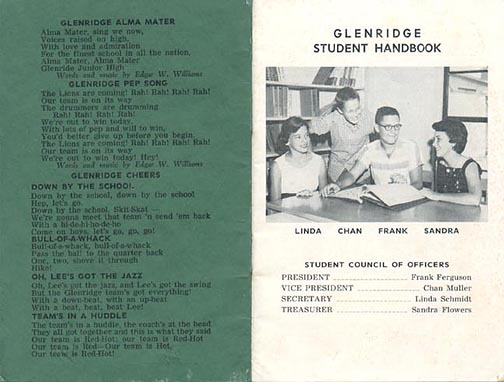 GLENRIDGE ALMA MATER
Alma Mater, sing we now,
Voices raised on high,
With love and admiration
For the finest school in all the nation,
Alma Mater, Alma Mater
Glenride Junior High
Words and music by Edgar W. Williams
GLENRIDGE PEP SONG
The Lions are coming! Rah! Rah! Rah! Rah!
Our team is on its way
The drummers are drumming
Rah! Rah! Rah! Rah!
We're out to win today.
With lots of pep and will to win,
You'd better give up before you begin.
The Lions are coming! Rah! Rah! Rah! Rah!
Our team is on its way
We're out to win today! Hey!
Words and music by Edgar W. Williams
GLENRIDGE CHEERS
DOWN BY THE SCHOOL
Down by the school, down by the school
Hep, let's go.
Down by the school. Skit-Skat —
We're gonna meet that team 'n send 'em back
With a hi-de-hi-ho-de-ho
Come on boys, let's go, go, go!
BULL-OF-A-WHACK
Bull-of-a-whack, bull-of-a-whack
Pass the ball to the quarter back
One, two, shove it through
Hike!
OH, LEE'S GOT THE JAZZ
Oh, Lee's got the jazz, and Lee's got the swing
But the Glenridge team's got everything!
With a down-beat, with an up-beat
With a beat, beat, beat Lee!
TEAM'S IN A HUDDLE
The team's in a huddle, the coach's at the head
They all got together and this is what they said
Our team is Red-Hot; our team is Red-Hot
Our team is Red—Our team is Hot,
Our team is Red-Hot!
GLENRIDGE
STUDENT HANDBOOK
LINDA CHAN FRANK SANDRA
STUDENT COUNCIL OF OFFICERS
PRESIDENT Frank Ferguson
VICE PRESIDENT Chan Muller
SECRETARY Linda Schmidt
TREASURER Sandra Flowers